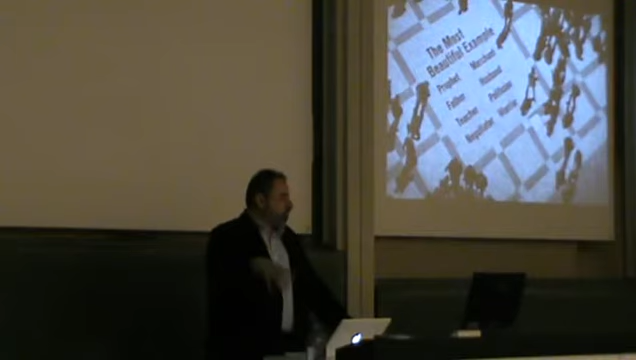 The Most
Beautiful Example
Prophet Merchant
Father Husband
Teacher Politician
Negotiator Warrior